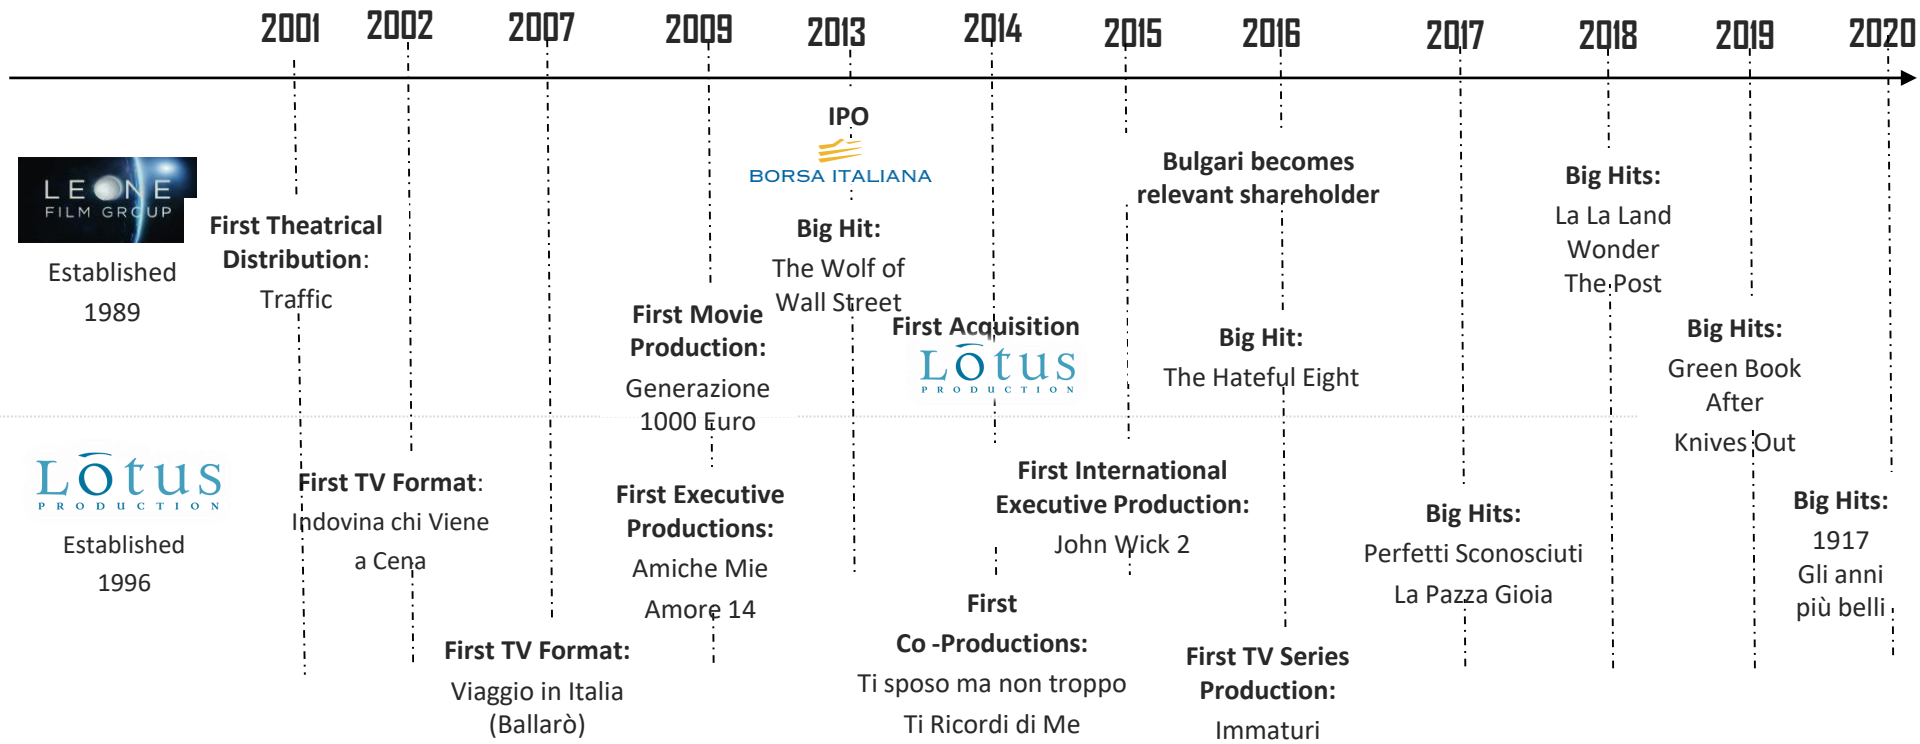 2001 2002 2007 2009 2013 2014 2015 2016 2017 2018 2019 2020
LEONE
FILM GROUP
Established
1989
First Theatrical
Distribution:
Traffic
First Movie
Production:
Generazione
1000 Euro
IPO
BORSA ITALIANA
Big Hit:
The Wolf of
Wall Street
First Acquisition
Lōtus
PRODUCTION
Bulgari becomes
relevant shareholder
Big Hit:
The Hateful Eight
Big Hits:
La La Land
Wonder
The Post
Big Hits:
Green Book
After
Knives Out
Lōtus
PRODUCTION
Established
1996
First TV Format:
Indovina chi Viene
a Cena
First TV Format:
Viaggio in Italia
(Ballarò)
First Executive
Productions:
Amiche Mie
Amore 14
First
Co -Productions:
Ti sposo ma non troppo
Ti Ricordi di Me
First International
Executive Production:
John Wick 2
First TV Series
Production:
Immaturi
Big Hits:
Perfetti Sconosciuti
La Pazza Gioia
Big Hits:
1917
Gli anni
più belli